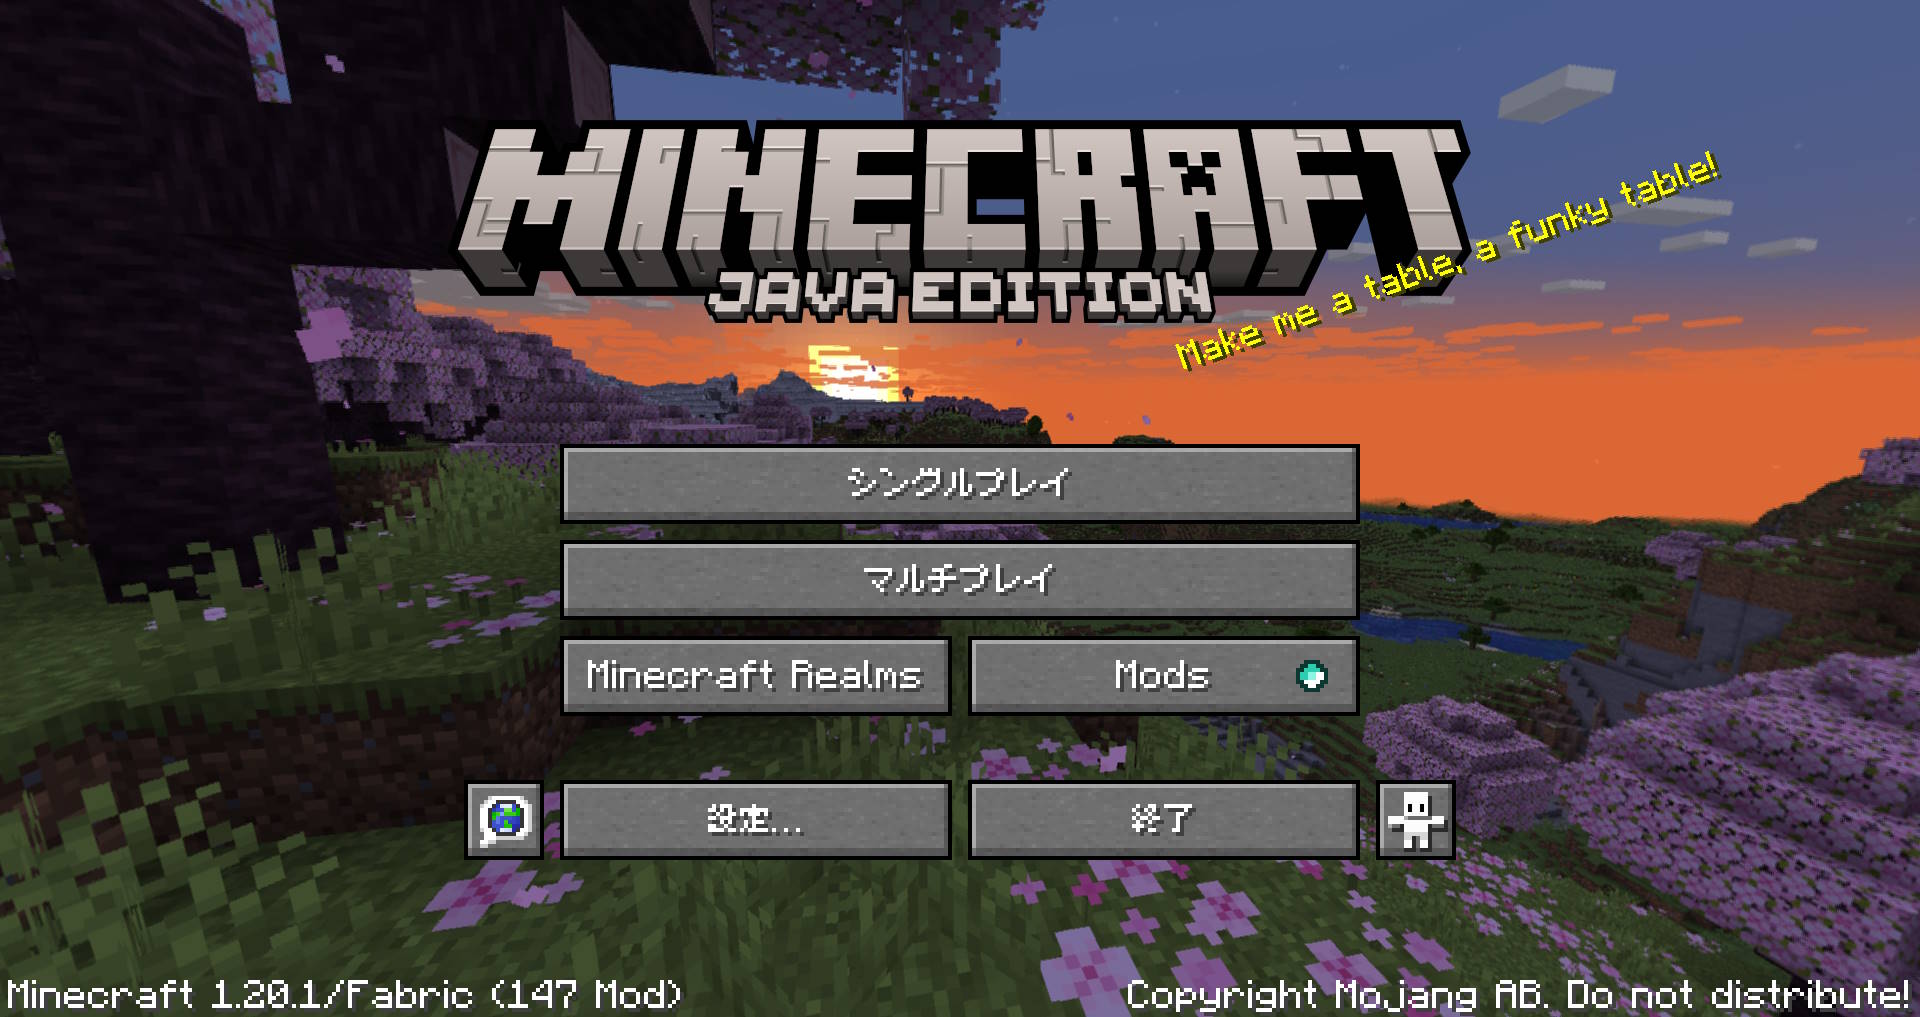 MINECRAFT
JAVA EDITION
Make me a table, a funky table!
シングルプレイ
マルチプレイ
Minecraft Realms
Mods
設定...
終了
Minecraft 1.20.1/Fabric (147 Mod)
Copyright Mojang AB. Do not distribute!